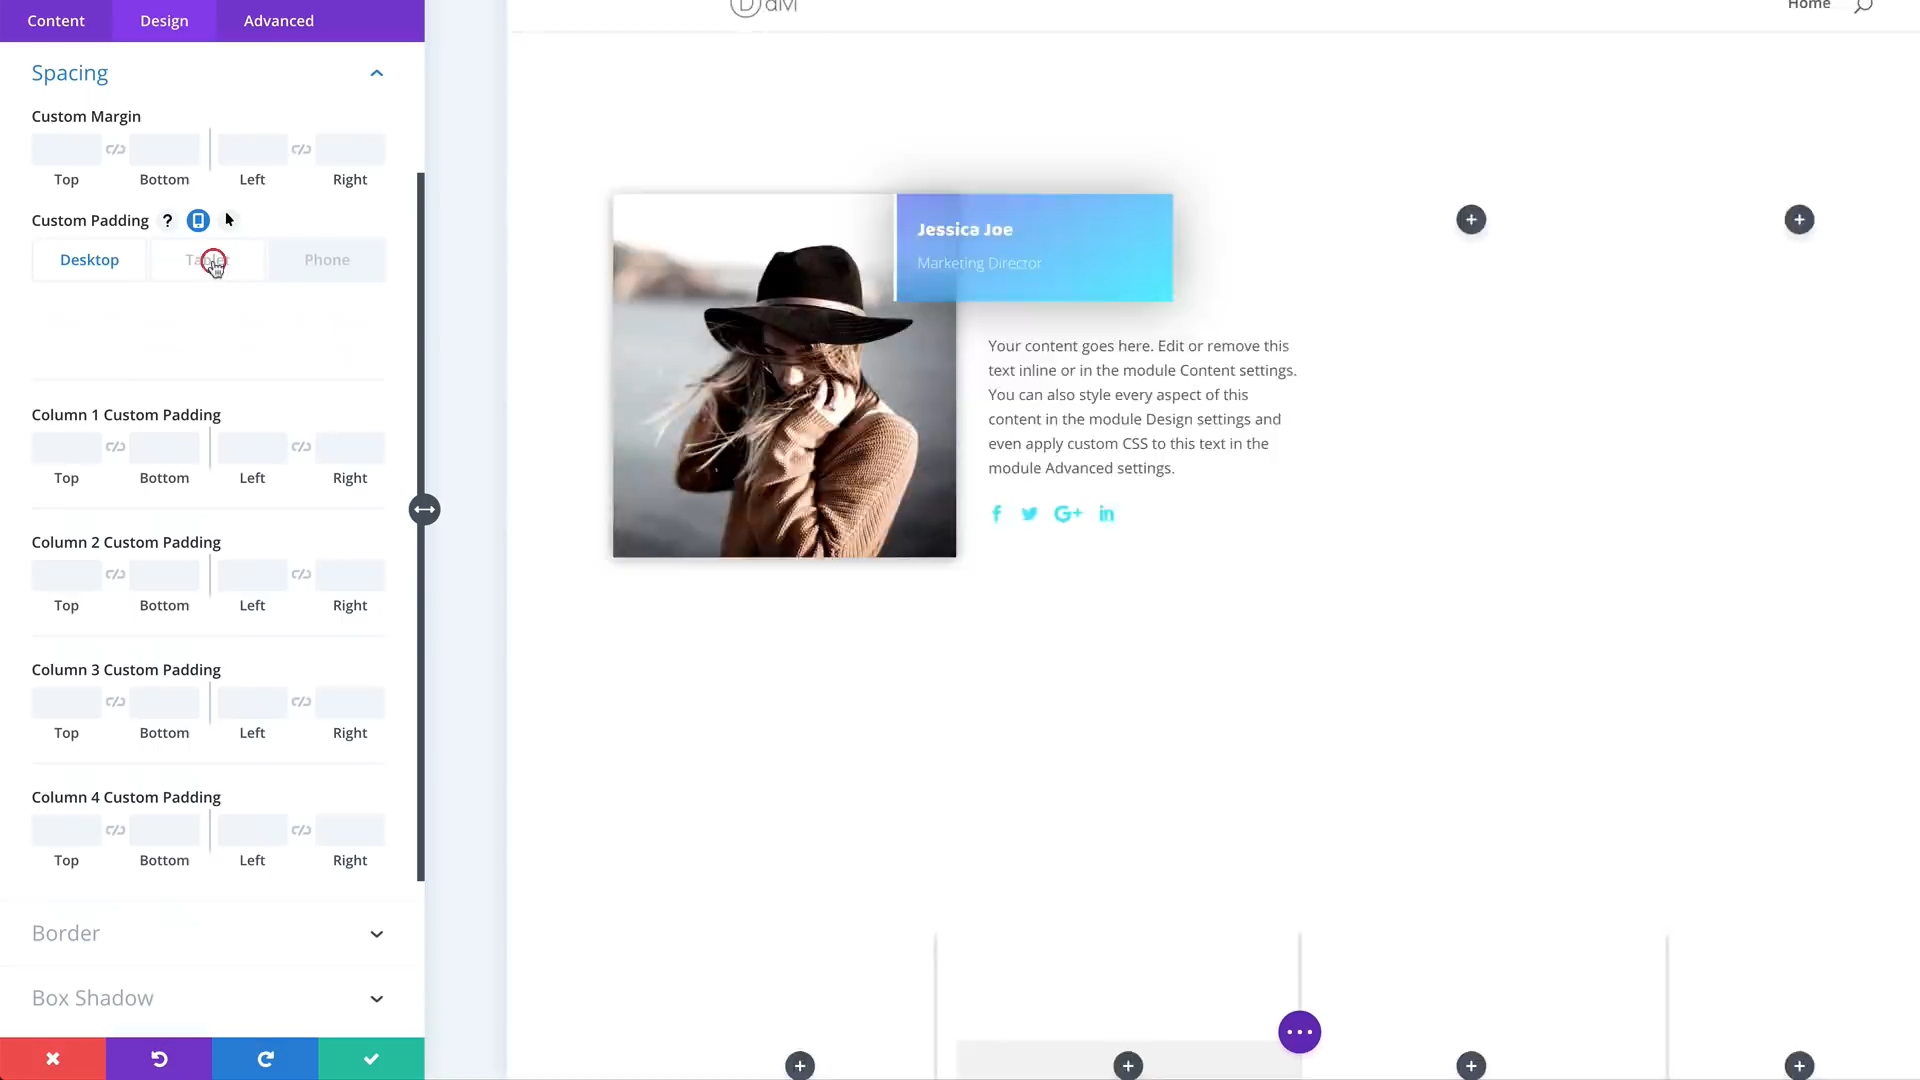 Content Design Advanced
Spacing
Custom Margin
Top Bottom Left Right
Custom Padding ?
Desktop Tablet Phone
Column 1 Custom Padding
Top Bottom Left Right
Column 2 Custom Padding
Top Bottom Left Right
Column 3 Custom Padding
Top Bottom Left Right
Column 4 Custom Padding
Top Bottom Left Right
Border
Box Shadow
D divi
Home
Jessica Joe
Marketing Director
Your content goes here. Edit or remove this
text inline or in the module Content settings.
You can also style every aspect of this
content in the module Design settings and
even apply custom CSS to this text in the
module Advanced settings.
f G+ in